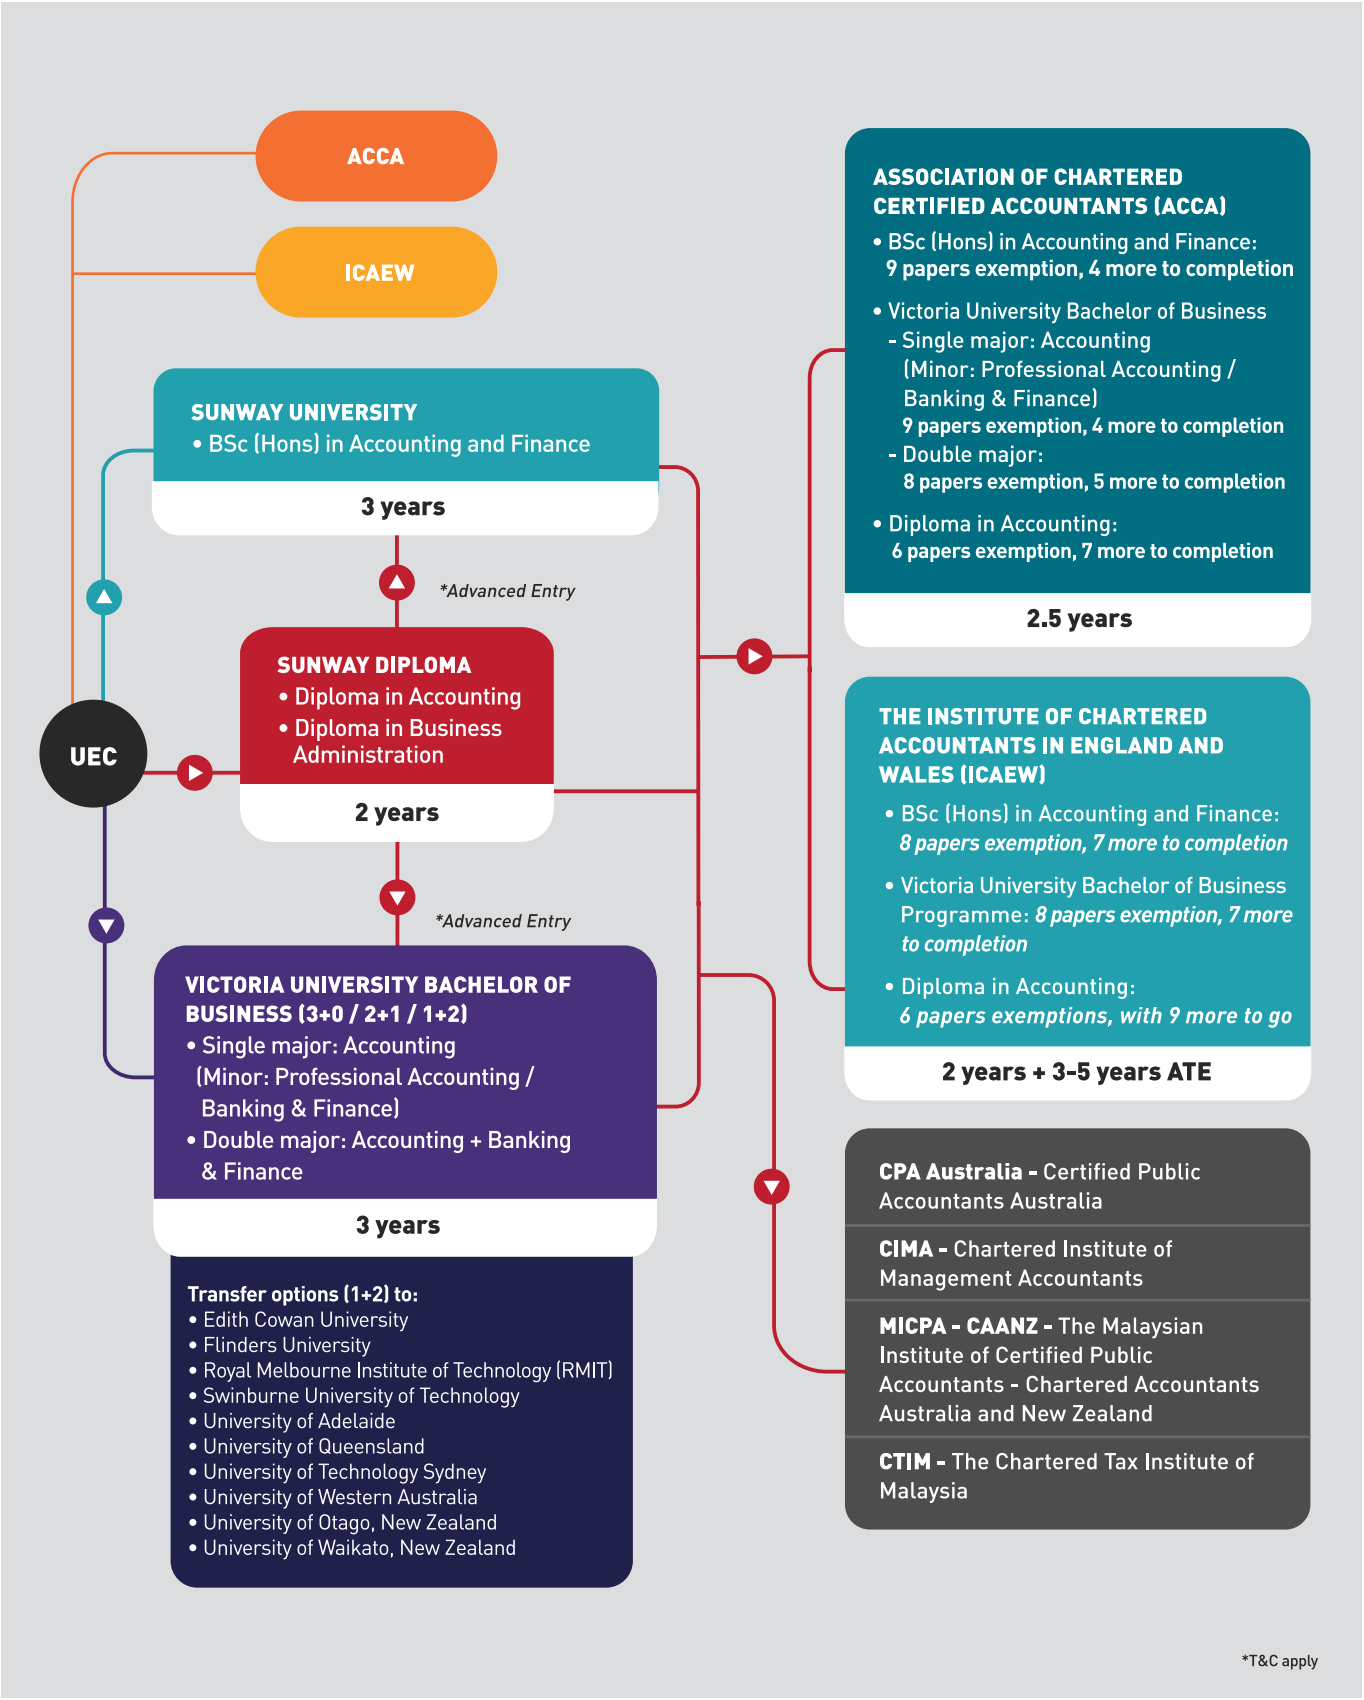 ACCA
ICAEW
SUNWAY UNIVERSITY
• BSc (Hons) in Accounting and Finance
3 years
*Advanced Entry
SUNWAY DIPLOMA
• Diploma in Accounting
• Diploma in Business
Administration
2 years
UEC
*Advanced Entry
VICTORIA UNIVERSITY BACHELOR OF
BUSINESS (3+0 / 2+1 / 1+2)
• Single major: Accounting
(Minor: Professional Accounting /
Banking & Finance)
• Double major: Accounting + Banking
& Finance
3 years
Transfer options (1+2) to:
• Edith Cowan University
• Flinders University
• Royal Melbourne Institute of Technology (RMIT)
• Swinburne University of Technology
• University of Adelaide
• University of Queensland
• University of Technology Sydney
• University of Western Australia
• University of Otago, New Zealand
• University of Waikato, New Zealand
ASSOCIATION OF CHARTERED
CERTIFIED ACCOUNTANTS (ACCA)
• BSc (Hons) in Accounting and Finance:
9 papers exemption, 4 more to completion
• Victoria University Bachelor of Business
- Single major: Accounting
(Minor: Professional Accounting /
Banking & Finance)
9 papers exemption, 4 more to completion
- Double major:
8 papers exemption, 5 more to completion
• Diploma in Accounting:
6 papers exemption, 7 more to completion
2.5 years
THE INSTITUTE OF CHARTERED
ACCOUNTANTS IN ENGLAND AND
WALES (ICAEW)
• BSc (Hons) in Accounting and Finance:
8 papers exemption, 7 more to completion
• Victoria University Bachelor of Business
Programme: 8 papers exemption, 7 more
to completion
• Diploma in Accounting:
6 papers exemptions, with 9 more to go
2 years + 3-5 years ATE
CPA Australia - Certified Public
Accountants Australia
CIMA - Chartered Institute of
Management Accountants
MICPA - CAANZ - The Malaysian
Institute of Certified Public
Accountants - Chartered Accountants
Australia and New Zealand
CTIM - The Chartered Tax Institute of
Malaysia
*T&C apply